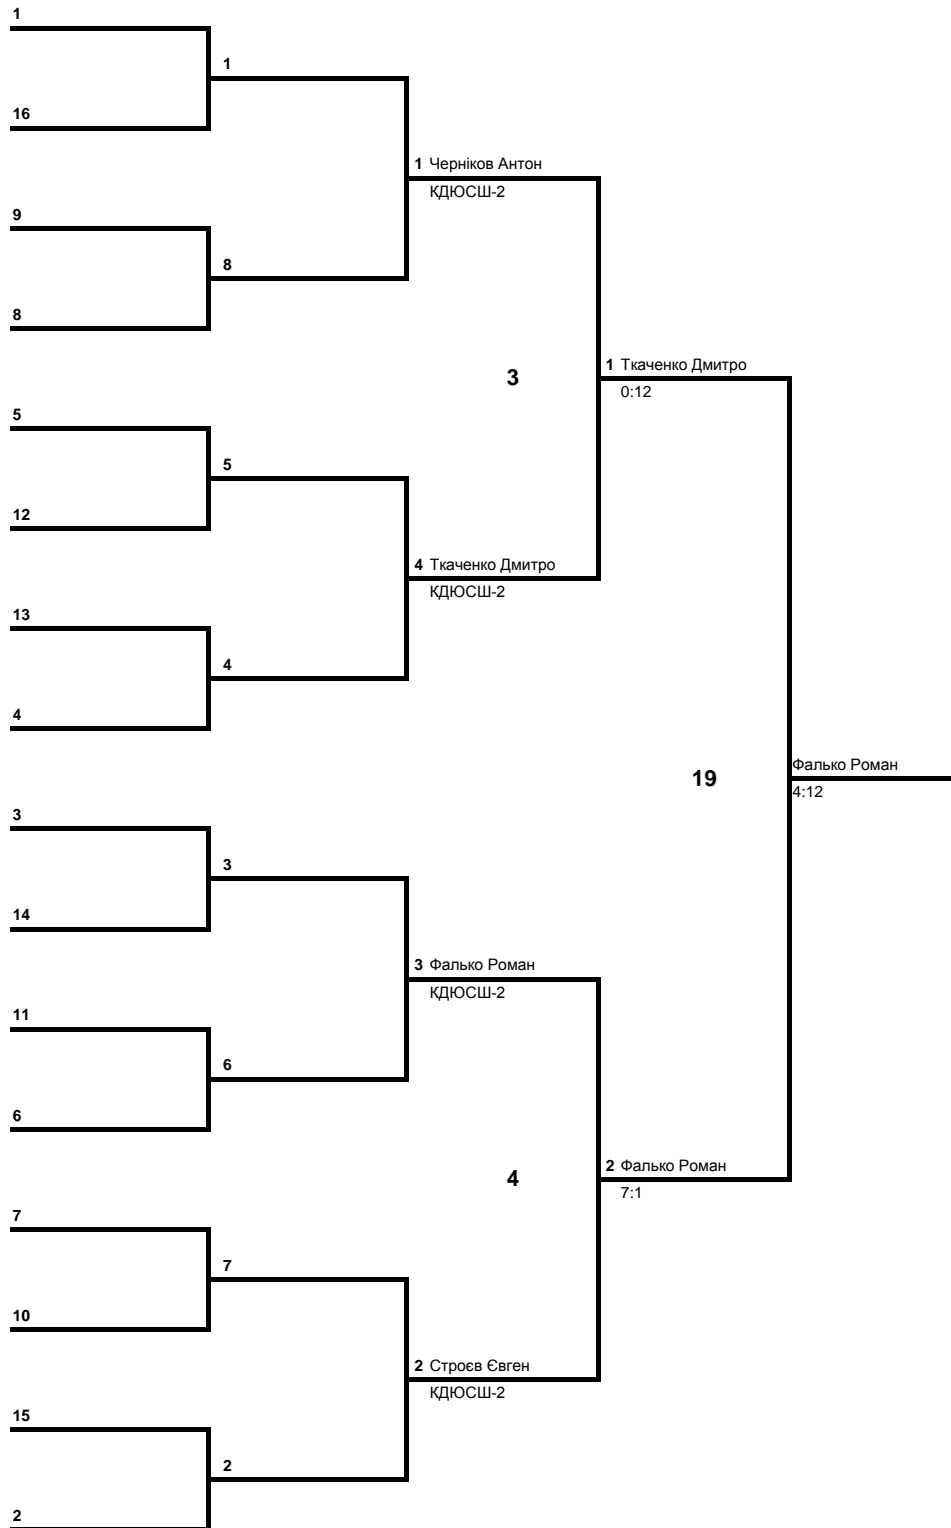 1
1
16
1 Черніков Антон
КДЮСШ-2
9
8
8
3
1 Ткаченко Дмитро
0:12
5
5
12
4 Ткаченко Дмитро
КДЮСШ-2
13
4
4
19
Фалько Роман
4:12
3
3
14
3 Фалько Роман
КДЮСШ-2
11
6
6
4
2 Фалько Роман
7:1
7
7
10
2 Строєв Євген
КДЮСШ-2
15
2
2